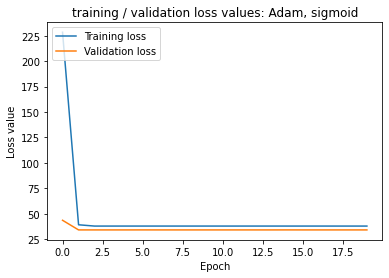 training / validation loss values: Adam, sigmoid
Training loss
Validation loss
225
200
175
150
125
100
75
50
25
Loss value
0.0 2.5 5.0 7.5 10.0 12.5 15.0 17.5
Epoch